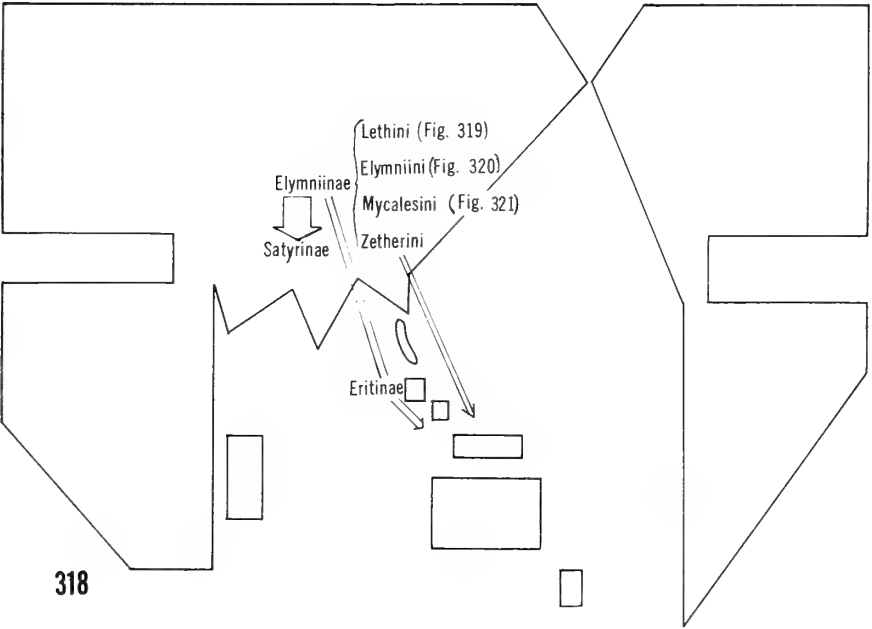 Lethini (Fig. 319)
Elymniini (Fig. 320)
Elymniinae
Mycalesini (Fig. 321)
Satyrinae
Zetherini
Eritinae
318